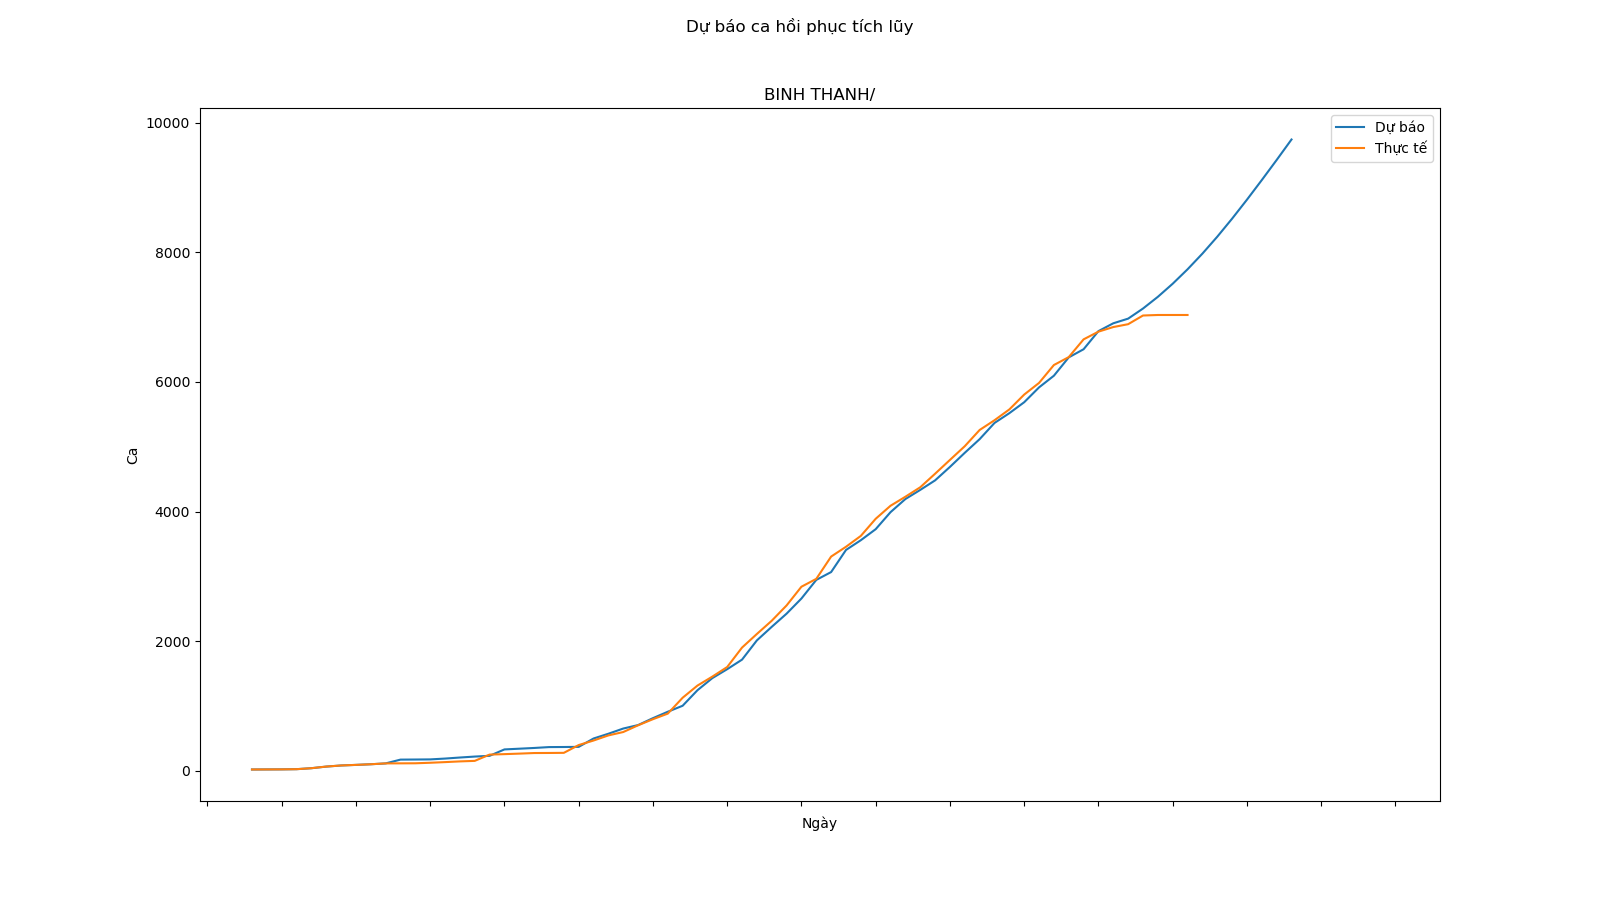 Dự báo ca hồi phục tích lũy
BINH THANH/
10000
8000
6000
4000
2000
0
Ca
Ngày
Dự báo
Thực tế